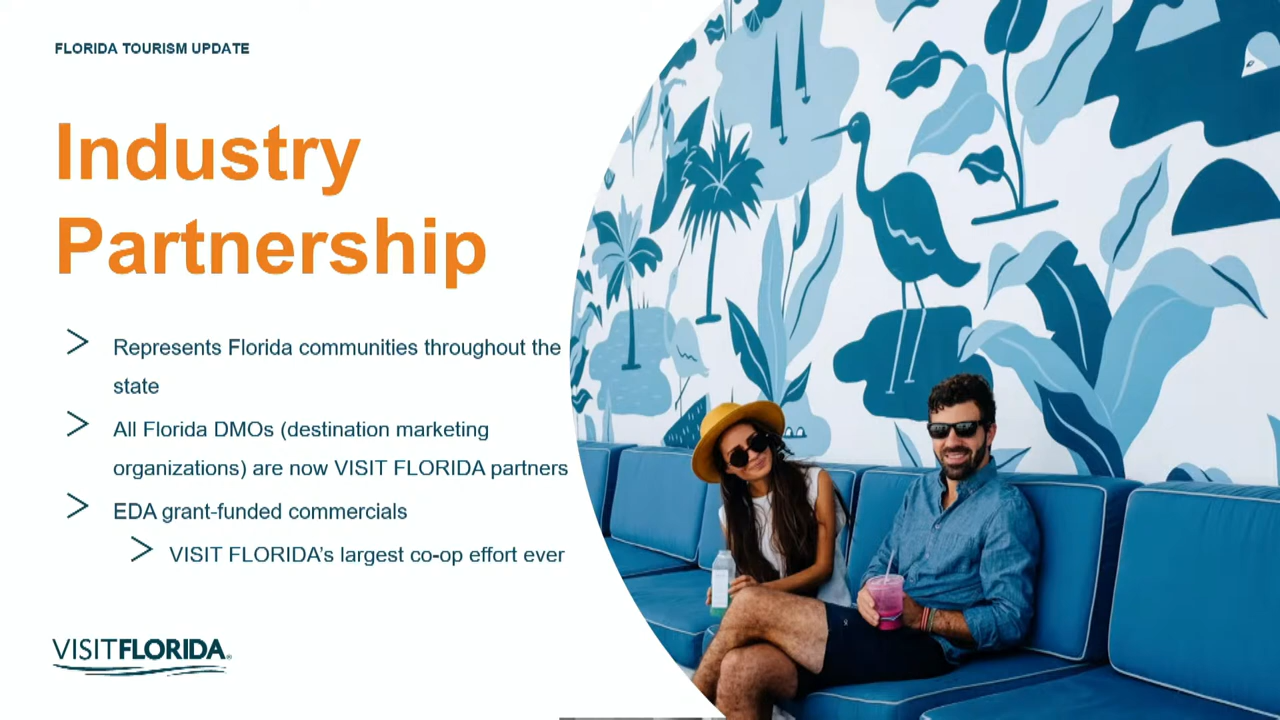 FLORIDA TOURISM UPDATE
Industry
Partnership
Represents Florida communities throughout the
state
All Florida DMOs (destination marketing
organizations) are now VISIT FLORIDA partners
EDA grant-funded commercials
VISIT FLORIDA's largest co-op effort ever
VISITFLORIDA®